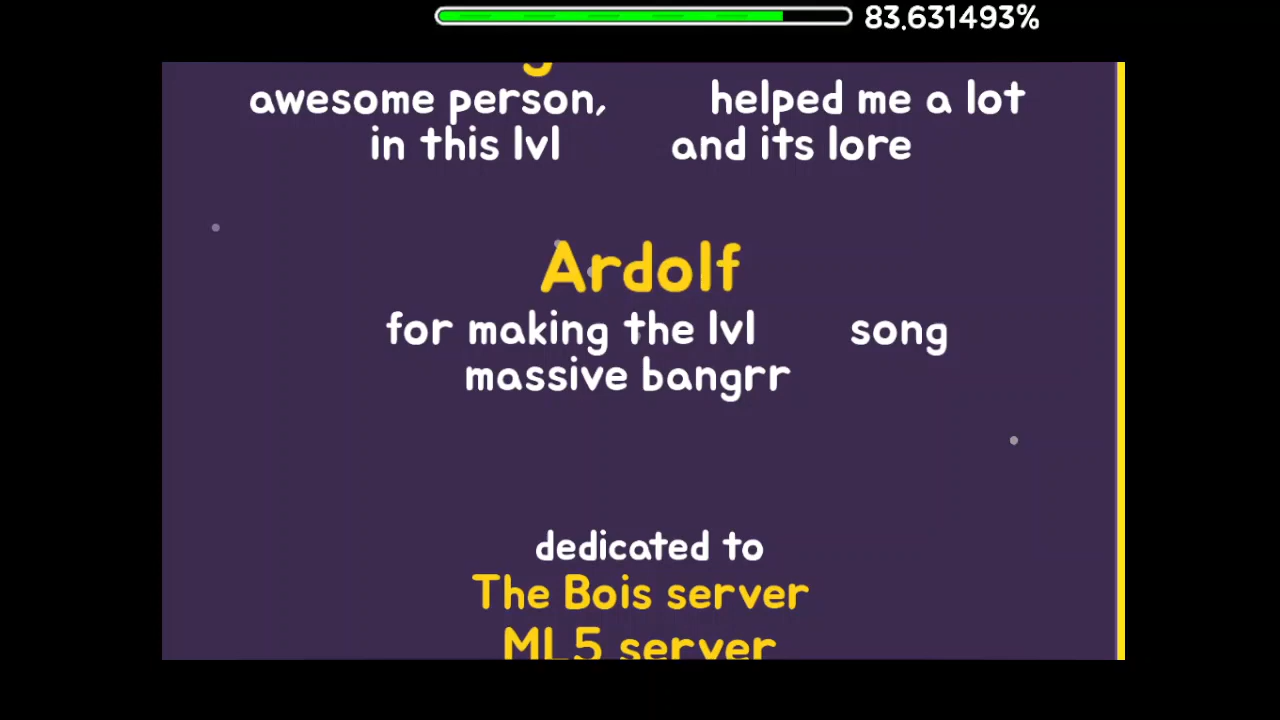 83.631493%
awesome person, helped me a lot
in this lvl and its lore
Ardolf
for making the lvl song
massive bangrr
dedicated to
The Bois server
ML5 server